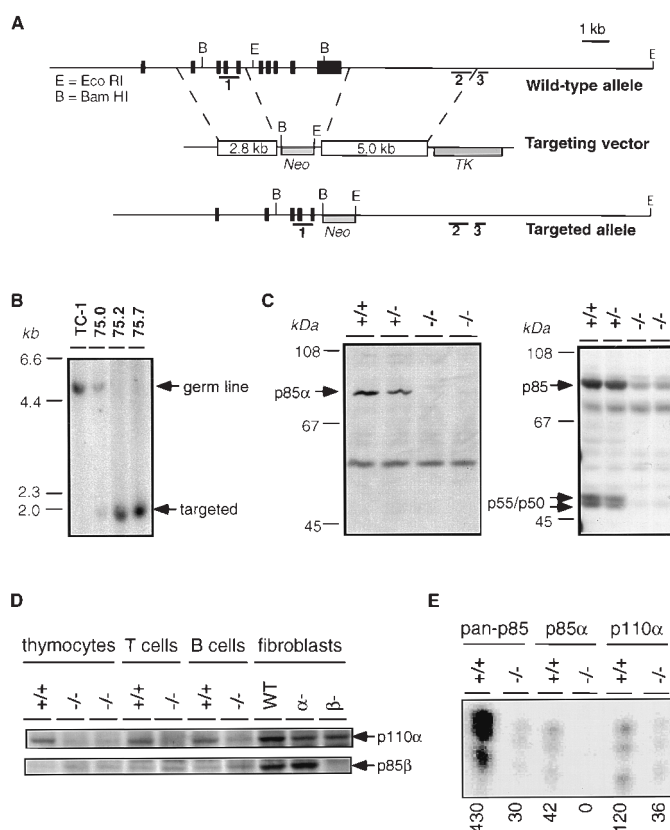 A
1 kb
B E B E
E = Eco RI
B = Bam HI
1 2 3
Wild-type allele
B E
2.8 kb Neo 5.0 kb TK
Targeting vector
B B E E
1 Neo 2 3
Targeted allele
B
kb
TC-1 75.0 75.2 75.7
6.6
4.4
2.3
2.0
germ line
targeted
C
kDa
+/+ +/- -/- -/-
108
p85α
67
45
kDa
+/+ +/- -/- -/-
108
p85
67
p55/p50
45
D
thymocytes T cells B cells fibroblasts
+/+ -/- -/- +/+ -/- +/+ -/- WT α- β-
p110α
p85β
E
pan-p85 p85α p110α
+/+ -/- +/+ -/- +/+ -/-
430 30 42 0 120 36